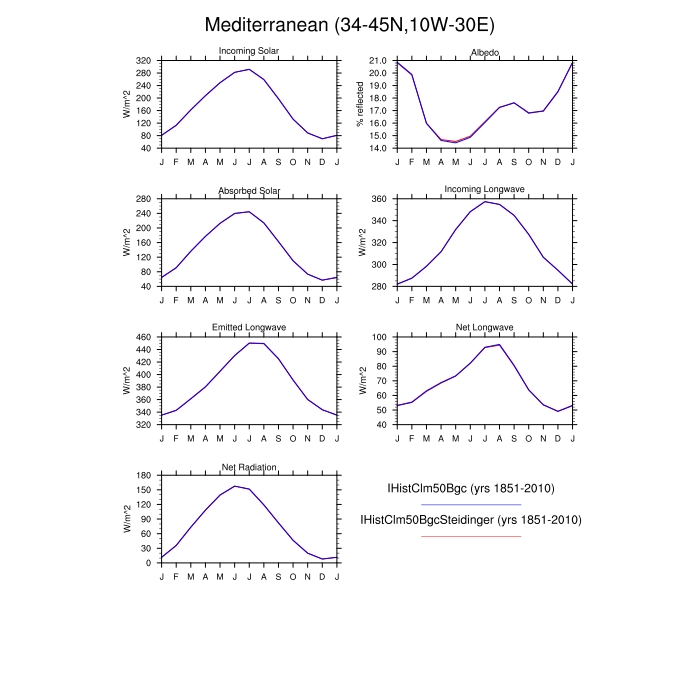 Mediterranean (34-45N,10W-30E)
Incoming Solar
W/m^2
320
280
240
200
160
120
80
40
J F M A M J J A S O N D J
Albedo
% reflected
21.0
20.0
19.0
18.0
17.0
16.0
15.0
14.0
J F M A M J J A S O N D J
Absorbed Solar
W/m^2
280
240
200
160
120
80
40
J F M A M J J A S O N D J
Incoming Longwave
W/m^2
360
340
320
300
280
J F M A M J J A S O N D J
Emitted Longwave
W/m^2
460
440
420
400
380
360
340
320
J F M A M J J A S O N D J
Net Longwave
W/m^2
100
90
80
70
60
50
40
J F M A M J J A S O N D J
Net Radiation
W/m^2
180
150
120
90
60
30
0
J F M A M J J A S O N D J
IHistClm50Bgc (yrs 1851-2010)
IHistClm50BgcSteidinger (yrs 1851-2010)